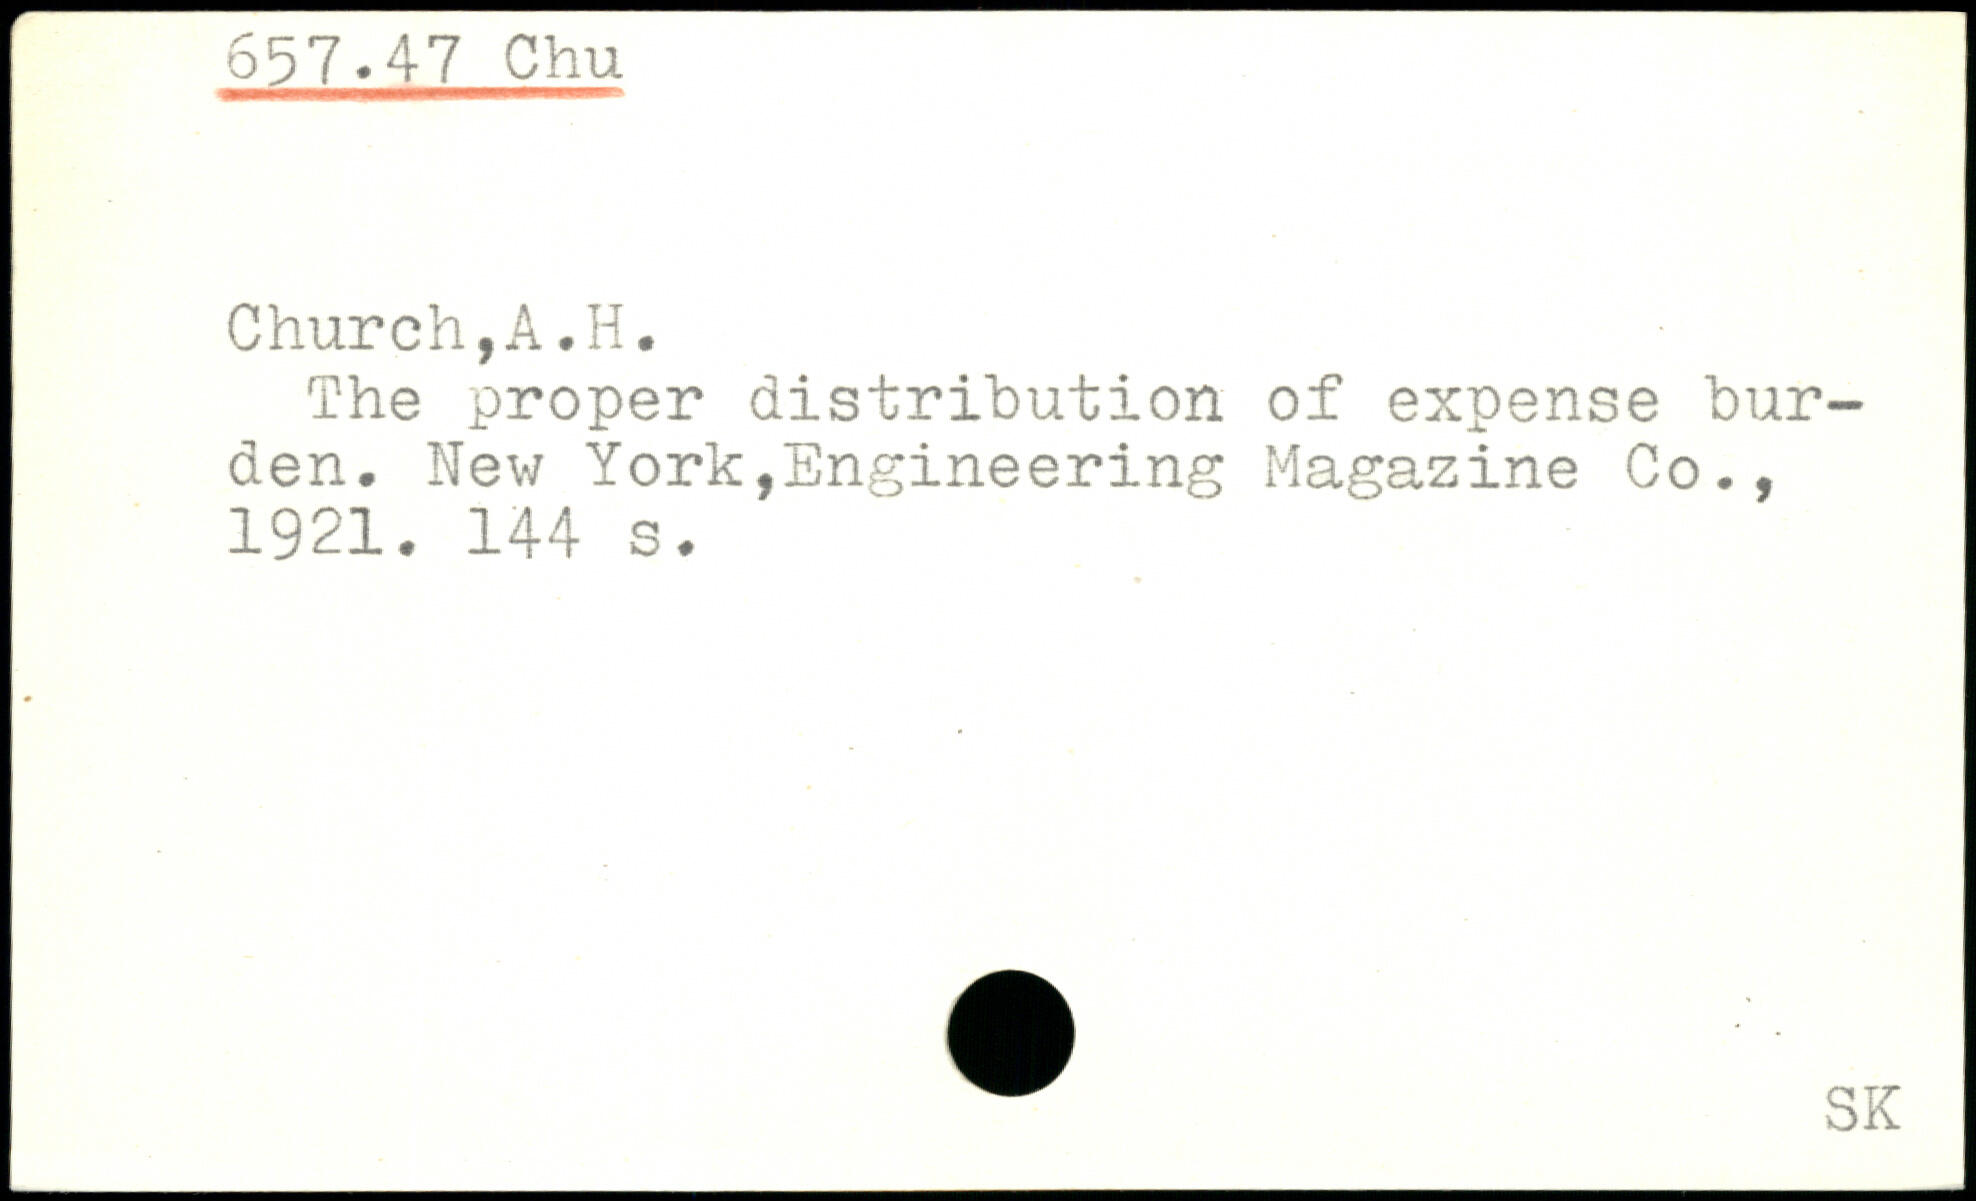 657.47 Chu
Church,A.H.
The proper distribution of expense bur-
den. New York,Engineering Magazine Co.,
1921. 144 s.
SK